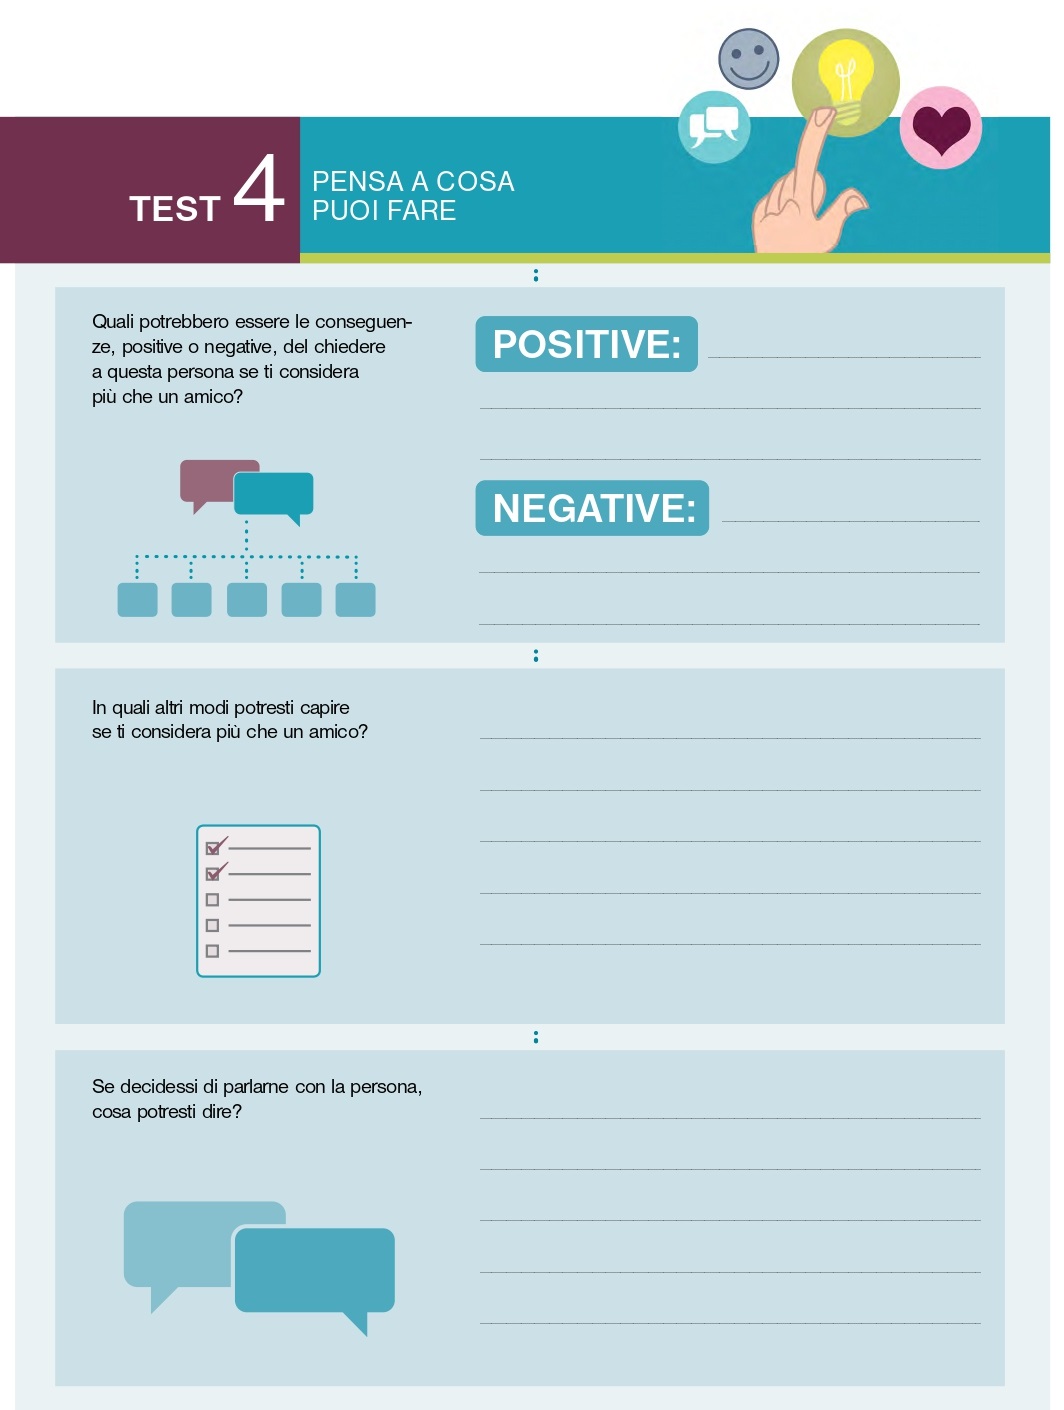 TEST 4
PENSA A COSA
PUOI FARE
Quali potrebbero essere le conseguen-
ze, positive o negative, del chiedere
a questa persona se ti considera
più che un amico?
POSITIVE:
NEGATIVE:
In quali altri modi potresti capire
se ti considera più che un amico?
Se decidessi di parlarne con la persona,
cosa potresti dire?